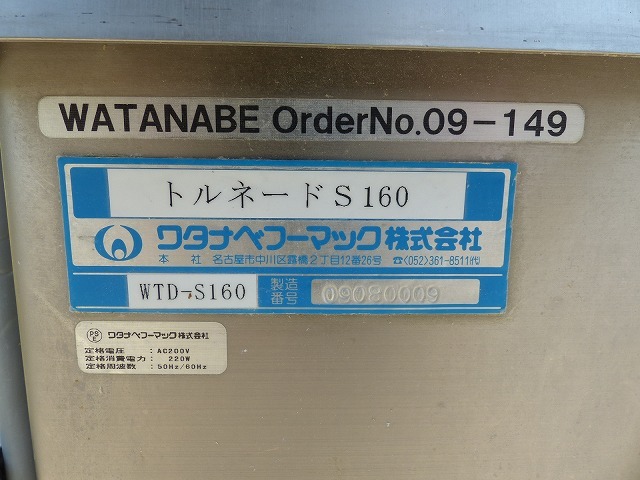 WATANABE OrderNo.09-149
トルネードS160
ワタナベフーマック株式会社
本 社 名古屋市中川区露橋2丁目12番26号 ☎(052)361-8511(代)
WTD-S160 製造番号 09080009
PSE ワタナベフーマック株式会社
定格電圧 : AC200V
定格消費電力 : 220W
定格周波数 : 50Hz/60Hz